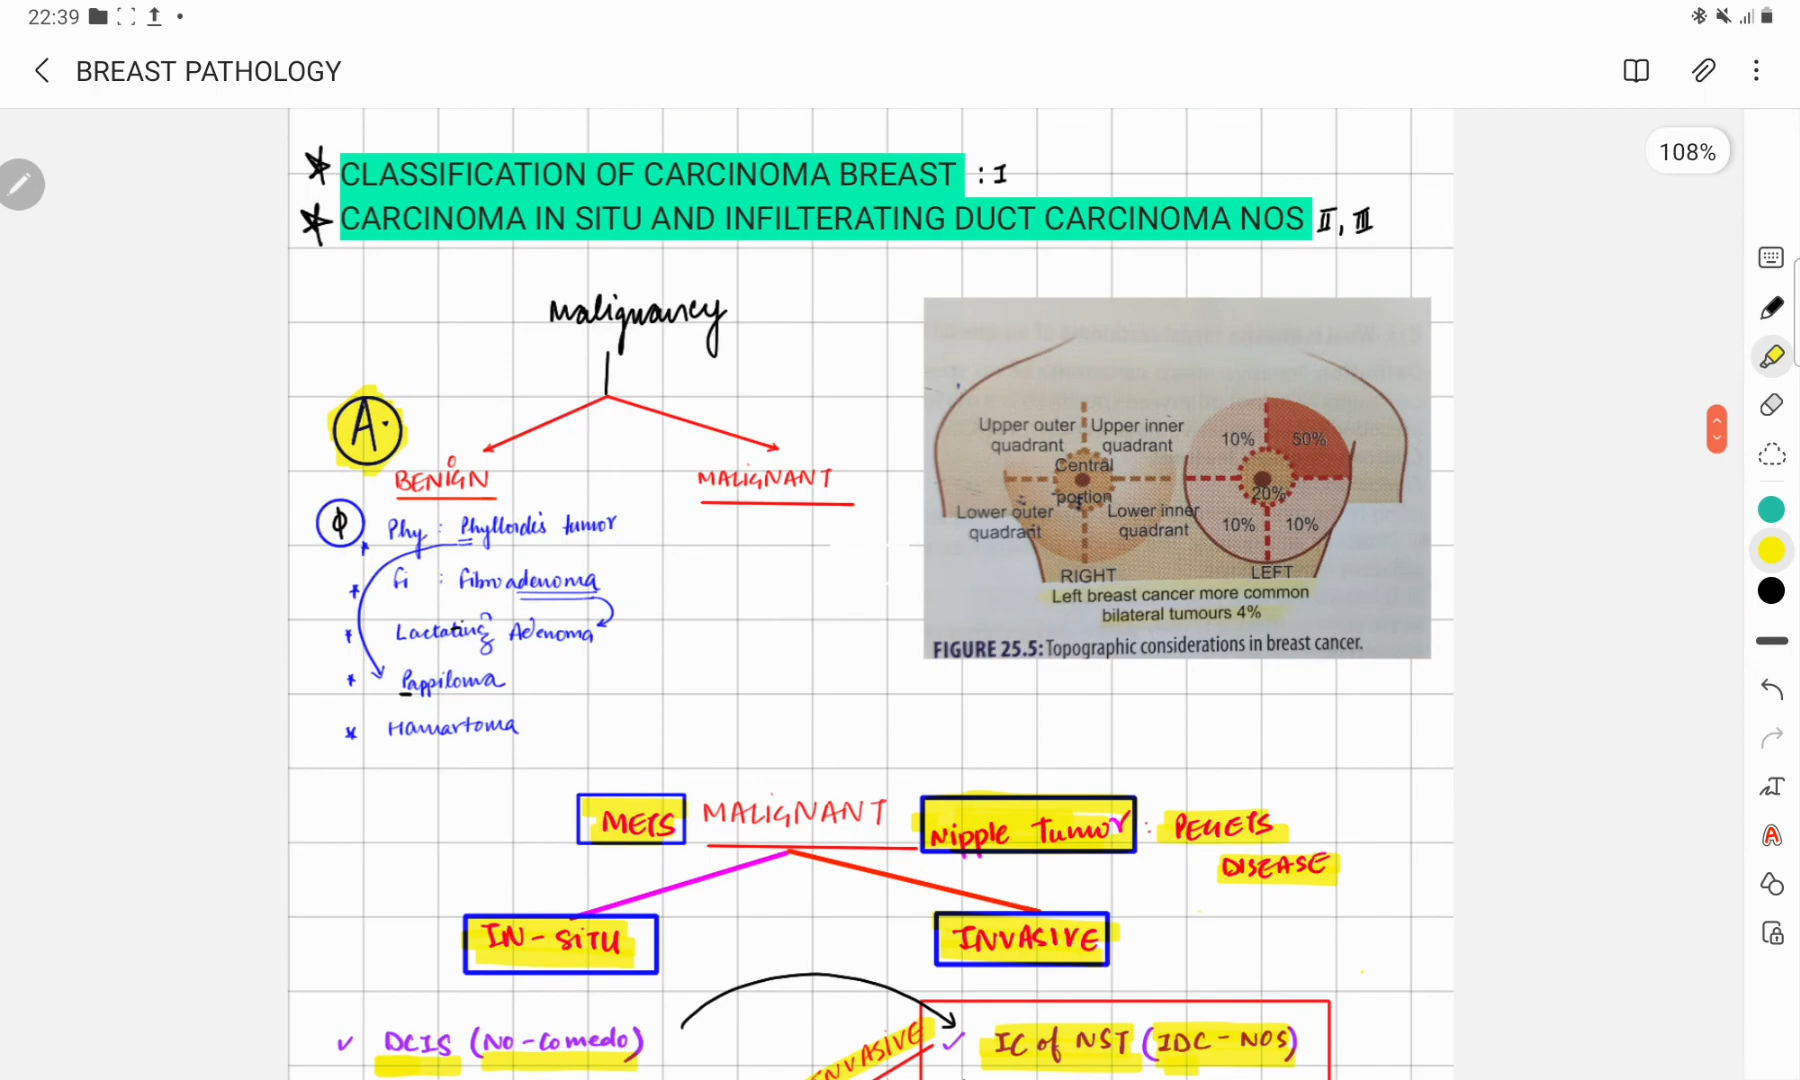 22:39
BREAST PATHOLOGY
108%
CLASSIFICATION OF CARCINOMA BREAST : I
CARCINOMA IN SITU AND INFILTERATING DUCT CARCINOMA NOS II, III
Malignancy
A.
BENIGN
MALIGNANT
Phy : Phylloidis tumor
fi : fibroadenoma
Lactating Adenoma
Pappiloma
Hamartoma
Upper outer quadrant
Upper inner quadrant
Central portion
Lower outer quadrant
Lower inner quadrant
10%
50%
20%
10%
10%
RIGHT
LEFT
Left breast cancer more common
bilateral tumours 4%
FIGURE 25.5: Topographic considerations in breast cancer.
METS
MALIGNANT
Nipple Tumor : PEGETS
DISEASE
IN-SITU
INVASIVE
DCIS (No-Comedo)
INVASIVE
IC of NST (IDC-NOS)